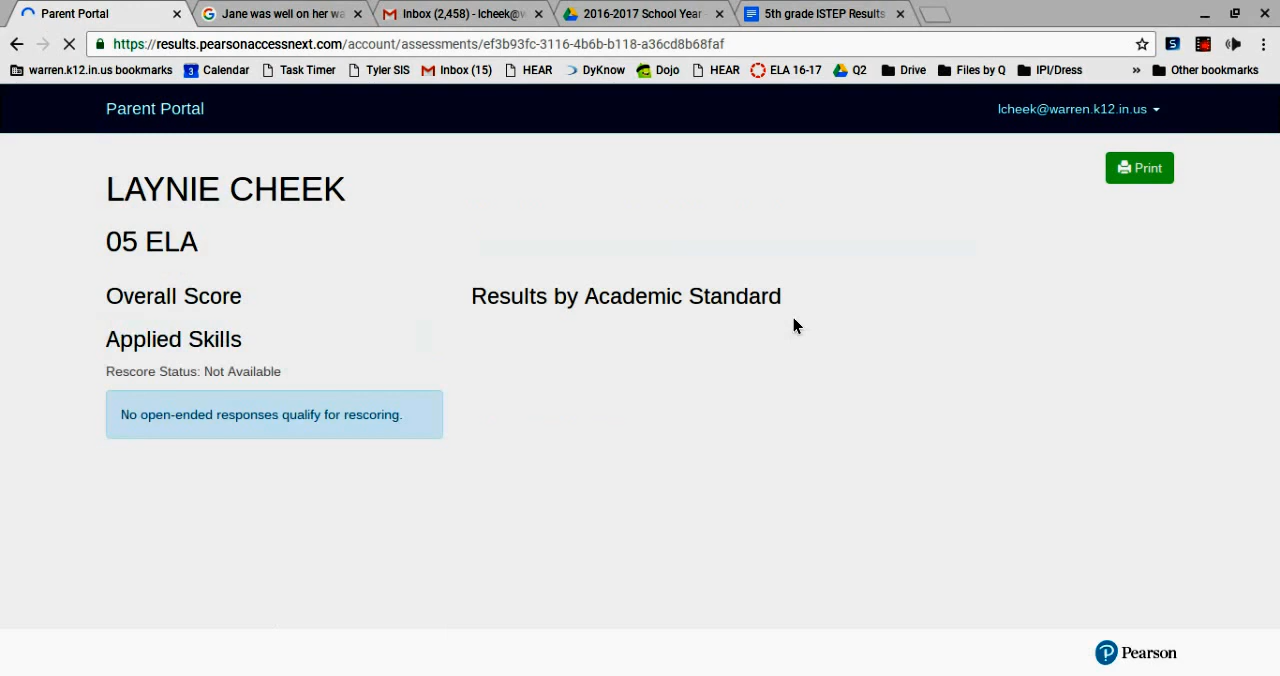 Parent Portal
Jane was well on her wa
Inbox (2,458) - lcheek@w
2016-2017 School Year -
5th grade ISTEP Results
https://results.pearsonaccessnext.com/account/assessments/ef3b93fc-3116-4b6b-b118-a36cd8b68faf
warren.k12.in.us bookmarks
3 Calendar
Task Timer
Tyler SIS
Inbox (15)
HEAR
DyKnow
Dojo
HEAR
ELA 16-17
Q2
Drive
Files by Q
IPI/Dress
»
Other bookmarks
Parent Portal
lcheek@warren.k12.in.us
Print
LAYNIE CHEEK
05 ELA
Overall Score
Results by Academic Standard
Applied Skills
Rescore Status: Not Available
No open-ended responses qualify for rescoring.
Pearson